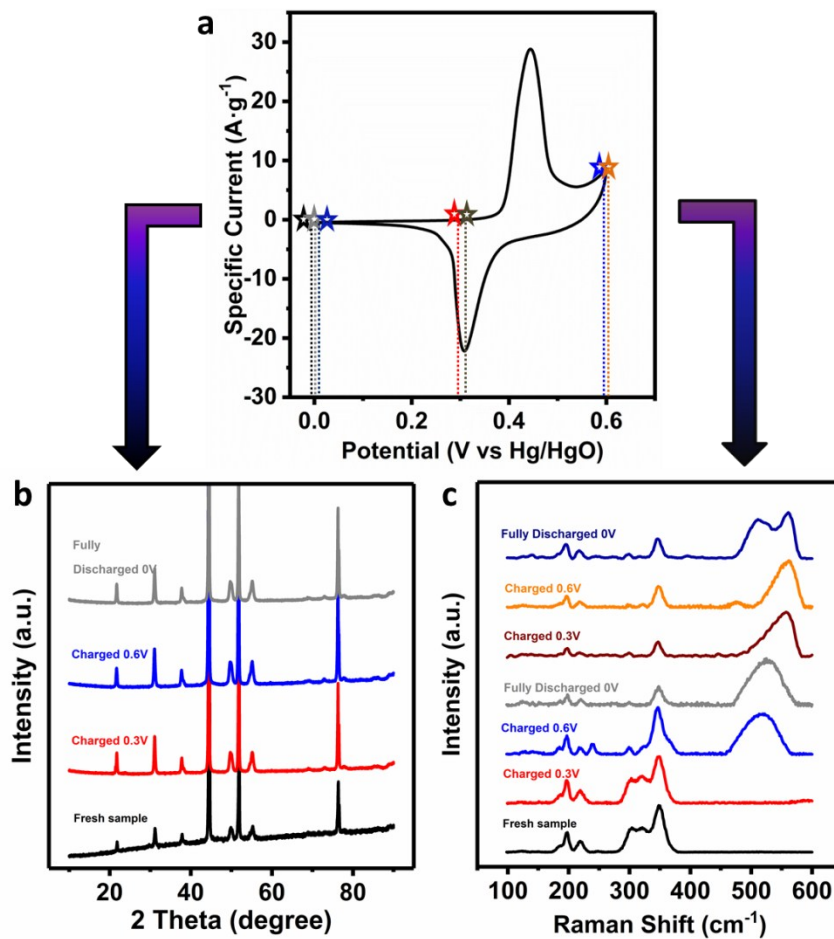 a
Specific Current (A·g⁻¹)
30
20
10
0
-10
-20
-30
0.0 0.2 0.4 0.6
Potential (V vs Hg/HgO)
b
Intensity (a.u.)
Fully
Discharged 0V
Charged 0.6V
Charged 0.3V
Fresh sample
20 40 60 80
2 Theta (degree)
c
Intensity (a.u.)
Fully Discharged 0V
Charged 0.6V
Charged 0.3V
Fully Discharged 0V
Charged 0.6V
Charged 0.3V
Fresh sample
100 200 300 400 500 600
Raman Shift (cm⁻¹)